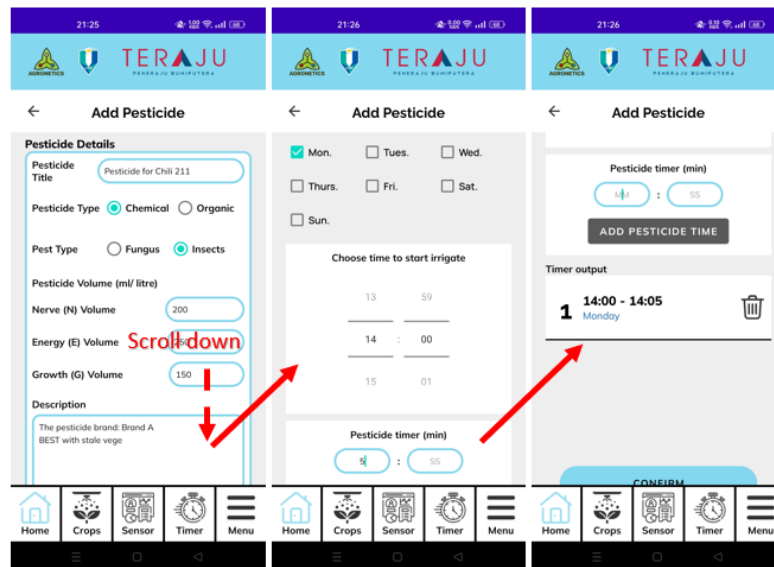 21:25
AGRONETICS
TERAJU
PENERAJU BUMIPUTERA
Add Pesticide
Pesticide Details
Pesticide Title
Pesticide for Chili 211
Pesticide Type Chemical Organic
Pest Type Fungus Insects
Pesticide Volume (ml/ litre)
Nerve (N) Volume 200
Energy (E) Volume 250
Scroll down
Growth (G) Volume 150
Description
The pesticide brand: Brand A
BEST with stale vege
Home Crops Sensor Timer Menu
21:26
AGRONETICS
TERAJU
PENERAJU BUMIPUTERA
Add Pesticide
Mon. Tues. Wed.
Thurs. Fri. Sat.
Sun.
Choose time to start irrigate
13 59
14 : 00
15 01
Pesticide timer (min)
5 : SS
Home Crops Sensor Timer Menu
21:26
AGRONETICS
TERAJU
PENERAJU BUMIPUTERA
Add Pesticide
Pesticide timer (min)
MM : SS
ADD PESTICIDE TIME
Timer output
1 14:00 - 14:05
Monday
CONFIRM
Home Crops Sensor Timer Menu